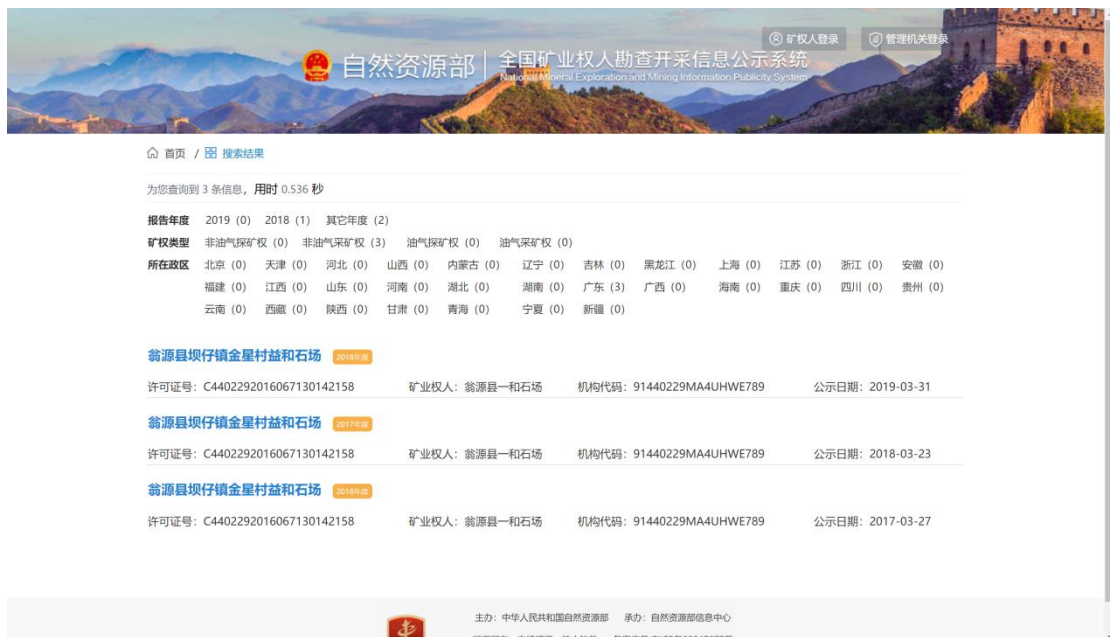 矿权人登录 管理机关登录
自然资源部 全国矿业权人勘查开采信息公示系统
National Mineral Exploration and Mining Information Publicity System
首页 / 搜索结果
为您查询到 3 条信息，用时 0.536 秒
报告年度 2019 (0) 2018 (1) 其它年度 (2)
矿权类型 非油气探矿权 (0) 非油气采矿权 (3) 油气探矿权 (0) 油气采矿权 (0)
所在政区 北京 (0) 天津 (0) 河北 (0) 山西 (0) 内蒙古 (0) 辽宁 (0) 吉林 (0) 黑龙江 (0) 上海 (0) 江苏 (0) 浙江 (0) 安徽 (0)
福建 (0) 江西 (0) 山东 (0) 河南 (0) 湖北 (0) 湖南 (0) 广东 (3) 广西 (0) 海南 (0) 重庆 (0) 四川 (0) 贵州 (0)
云南 (0) 西藏 (0) 陕西 (0) 甘肃 (0) 青海 (0) 宁夏 (0) 新疆 (0)
翁源县坝仔镇金星村益和石场 2018年度
许可证号：C4402292016067130142158 矿业权人：翁源县一和石场 机构代码：91440229MA4UHWE789 公示日期：2019-03-31
翁源县坝仔镇金星村益和石场 2017年度
许可证号：C4402292016067130142158 矿业权人：翁源县一和石场 机构代码：91440229MA4UHWE789 公示日期：2018-03-23
翁源县坝仔镇金星村益和石场 2016年度
许可证号：C4402292016067130142158 矿业权人：翁源县一和石场 机构代码：91440229MA4UHWE789 公示日期：2017-03-27
主办：中华人民共和国自然资源部 承办：自然资源部信息中心